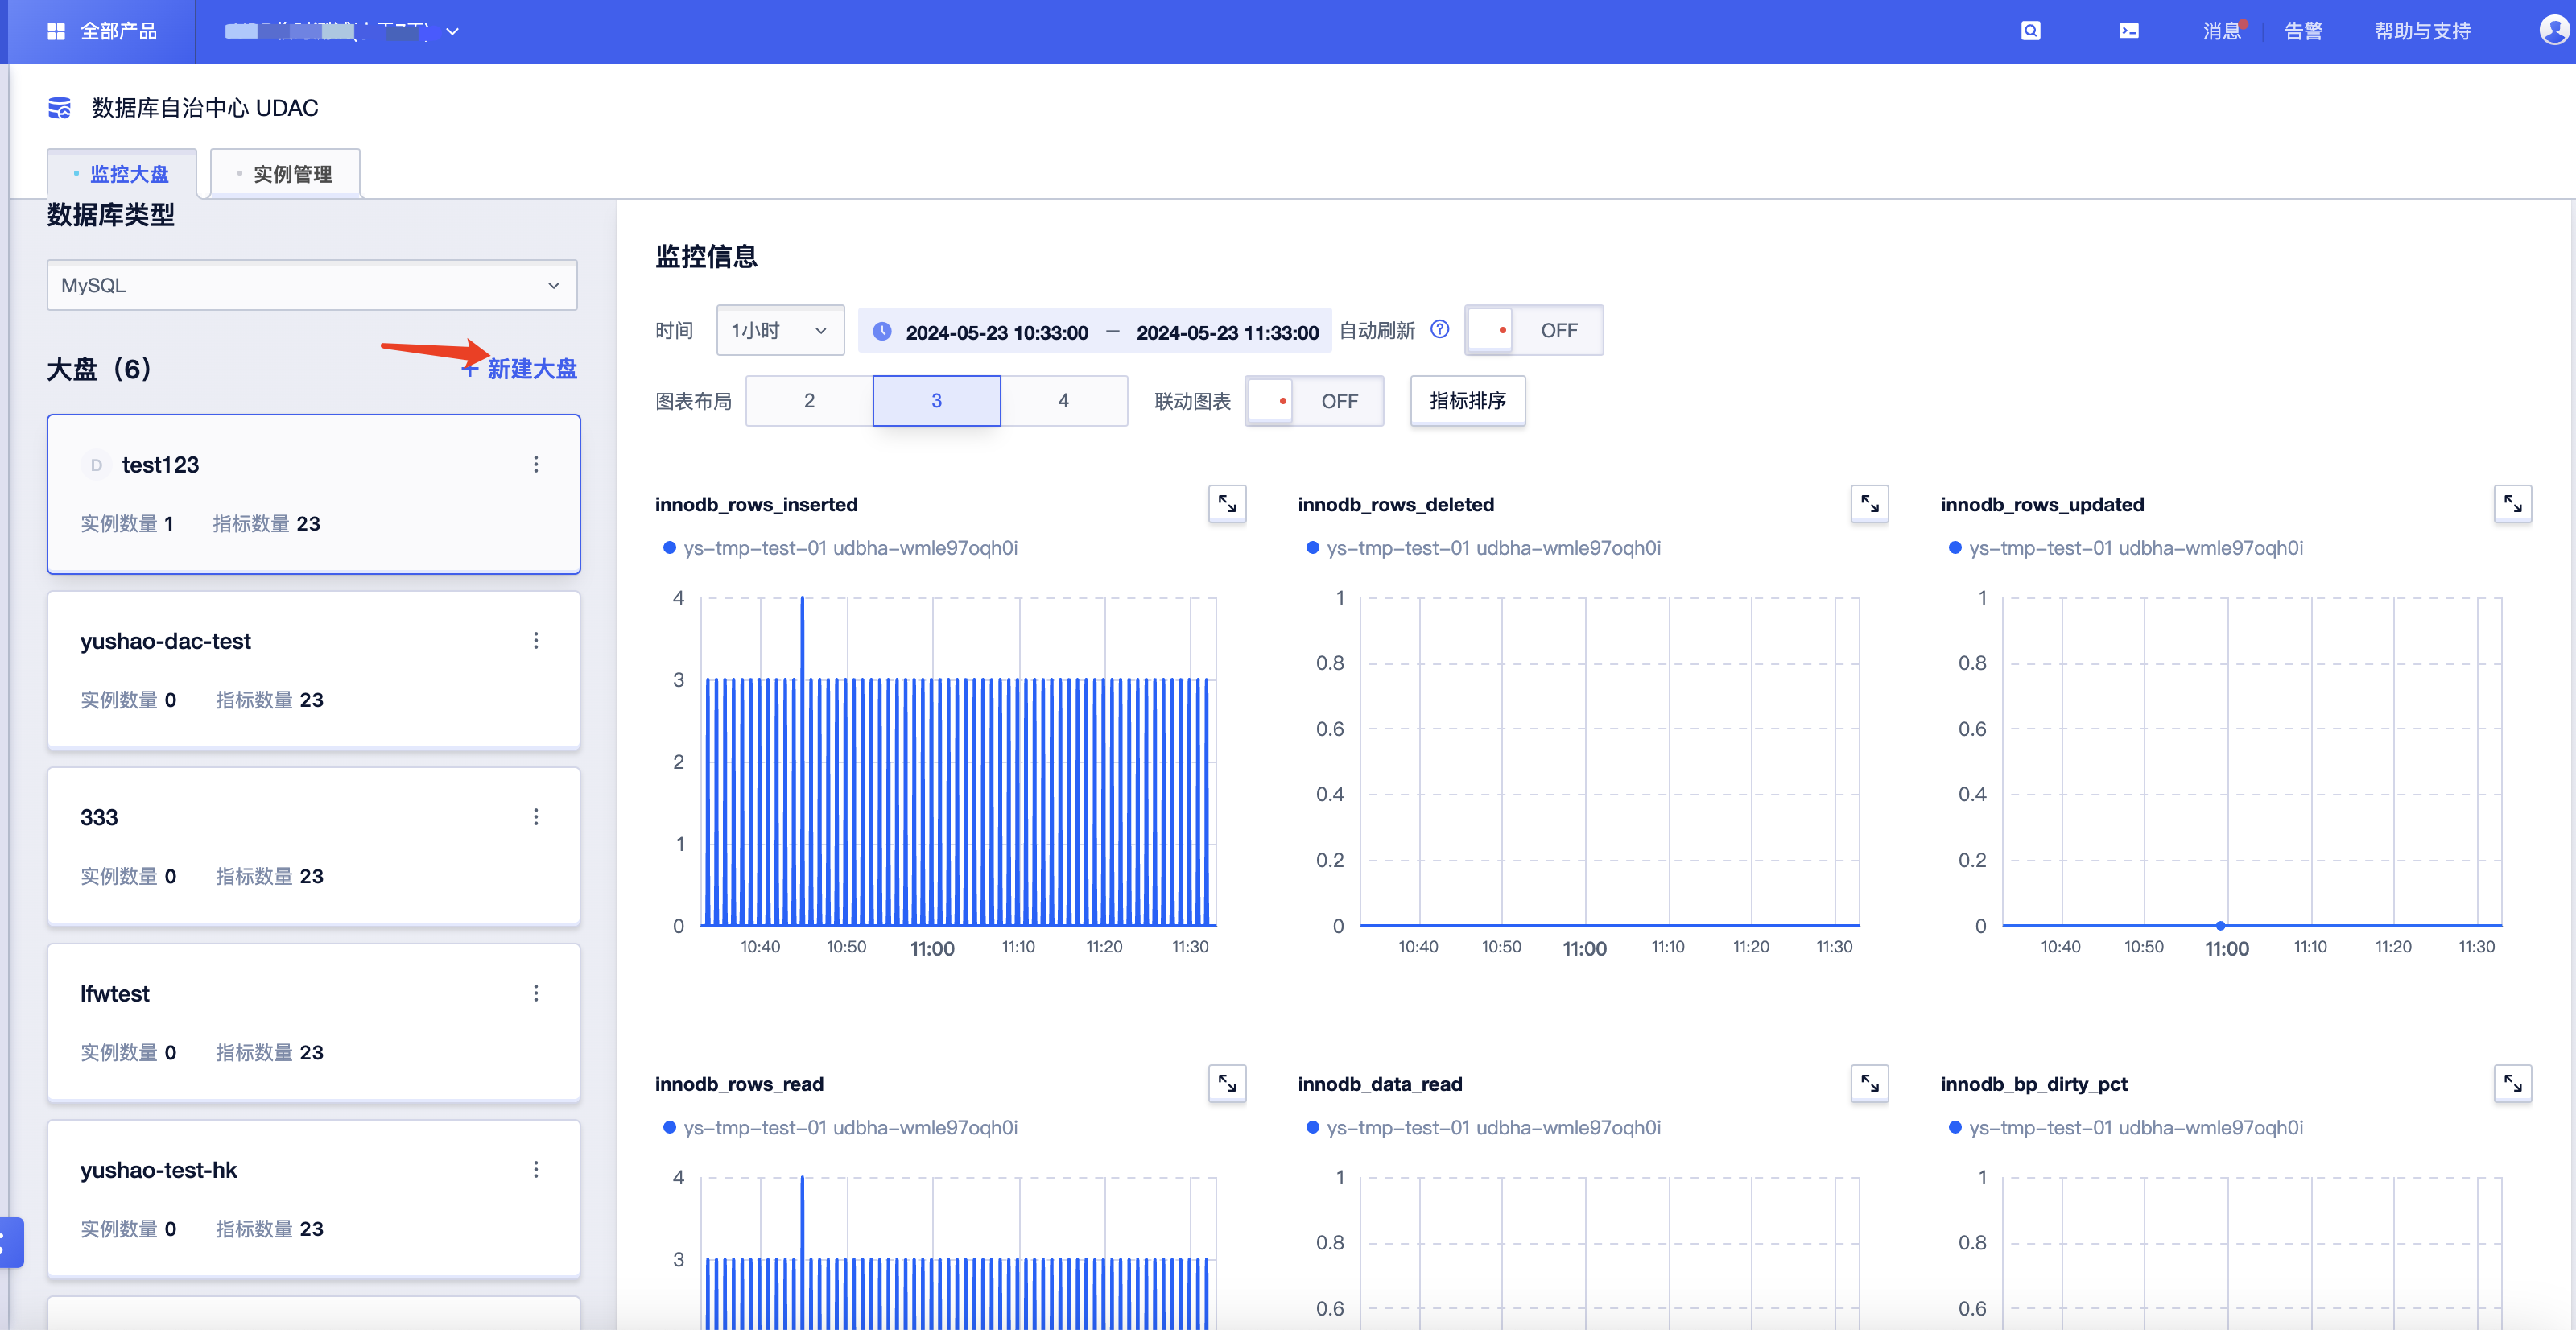 全部产品
消息
告警
帮助与支持
数据库自治中心 UDAC
监控大盘
实例管理
数据库类型
MySQL
大盘（6）
+ 新建大盘
D test123
实例数量 1 指标数量 23
yushao-dac-test
实例数量 0 指标数量 23
333
实例数量 0 指标数量 23
lfwtest
实例数量 0 指标数量 23
yushao-test-hk
实例数量 0 指标数量 23
监控信息
时间 1小时 2024-05-23 10:33:00 — 2024-05-23 11:33:00 自动刷新 ? OFF
图表布局 2 3 4 联动图表 OFF 指标排序
innodb_rows_inserted
ys-tmp-test-01 udbha-wmle97oqh0i
4
3
2
1
0
10:40 10:50 11:00 11:10 11:20 11:30
innodb_rows_deleted
ys-tmp-test-01 udbha-wmle97oqh0i
1
0.8
0.6
0.4
0.2
0
10:40 10:50 11:00 11:10 11:20 11:30
innodb_rows_updated
ys-tmp-test-01 udbha-wmle97oqh0i
1
0.8
0.6
0.4
0.2
0
10:40 10:50 11:00 11:10 11:20 11:30
innodb_rows_read
ys-tmp-test-01 udbha-wmle97oqh0i
4
3
innodb_data_read
ys-tmp-test-01 udbha-wmle97oqh0i
1
0.8
0.6
innodb_bp_dirty_pct
ys-tmp-test-01 udbha-wmle97oqh0i
1
0.8
0.6